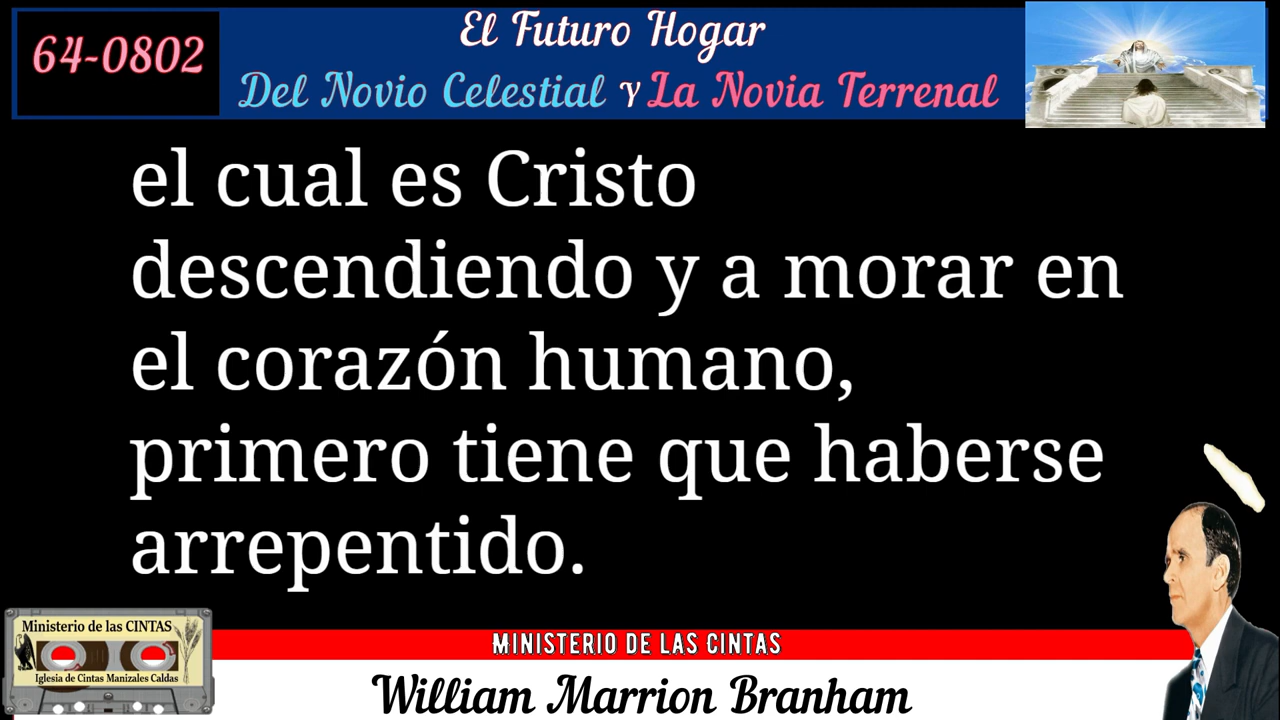 64-0802
El Futuro Hogar
Del Novio Celestial Y La Novia Terrenal
el cual es Cristo
descendiendo y a morar en
el corazón humano,
primero tiene que haberse
arrepentido.
Ministerio de las CINTAS
Iglesia de Cintas Manizales Caldas
MINISTERIO DE LAS CINTAS
William Marrion Branham